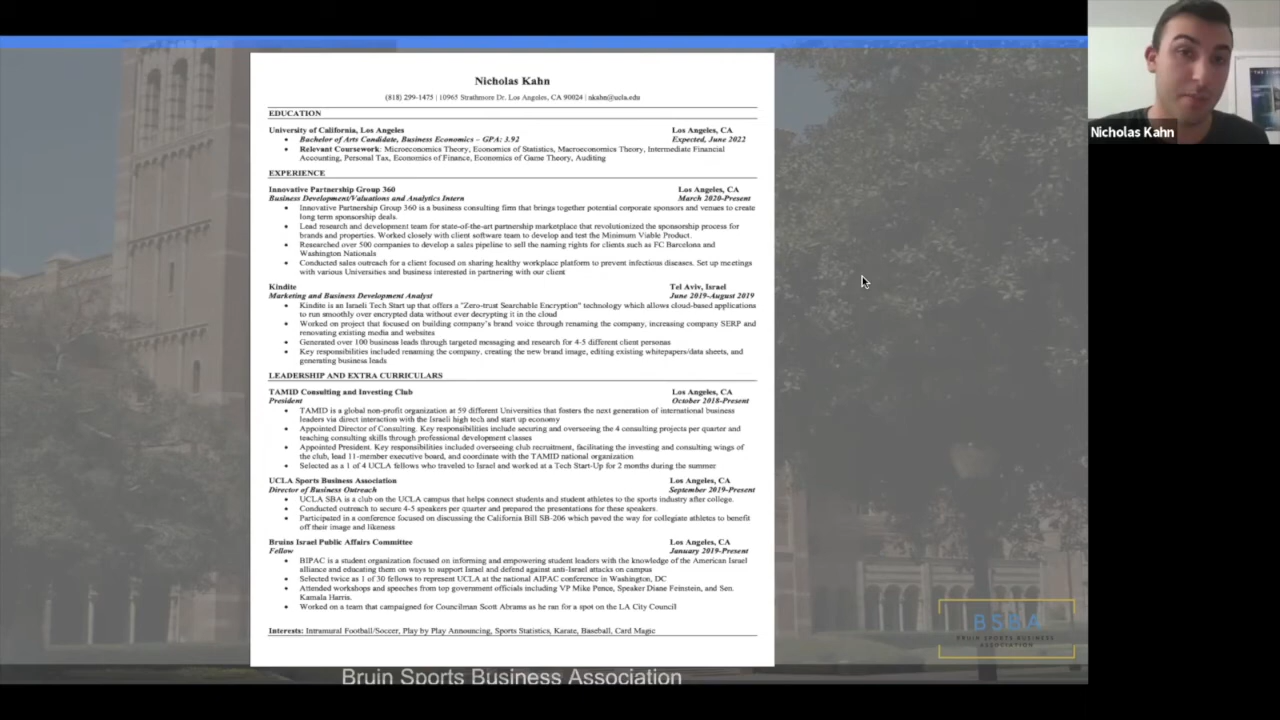 Nicholas Kahn
(818) 299-1475 | 10965 Strathmore Dr. Los Angeles, CA 90024 | nkahn@ucla.edu
EDUCATION
University of California, Los Angeles Los Angeles, CA
Bachelor of Arts Candidate, Business Economics – GPA: 3.92 Expected, June 2022
• Relevant Coursework: Microeconomics Theory, Economics of Statistics, Macroeconomics Theory, Intermediate Financial
Accounting, Personal Tax, Economics of Finance, Economics of Game Theory, Auditing
EXPERIENCE
Innovative Partnership Group 360 Los Angeles, CA
Business Development/Valuations and Analytics Intern March 2020-Present
• Innovative Partnership Group 360 is a business consulting firm that brings together potential corporate sponsors and venues to create
long term sponsorship deals.
• Lead research and development team for state-of-the-art partnership marketplace that revolutionized the sponsorship process for
brands and properties. Worked closely with client software team to develop and test the Minimum Viable Product.
• Researched over 500 companies to develop a sales pipeline to sell the naming rights for clients such as FC Barcelona and
Washington Nationals
• Conducted sales outreach for a client focused on sharing healthy workplace platform to prevent infectious diseases. Set up meetings
with various Universities and business interested in partnering with our client
Kindite Tel Aviv, Israel
Marketing and Business Development Analyst June 2019-August 2019
• Kindite is an Israeli Tech Start up that offers a "Zero-trust Searchable Encryption" technology which allows cloud-based applications
to run smoothly over encrypted data without ever decrypting it in the cloud
• Worked on project that focused on building company's brand voice through renaming the company, increasing company SERP and
renovating existing media and websites
• Generated over 100 business leads through targeted messaging and research for 4-5 different client personas
• Key responsibilities included renaming the company, creating the new brand image, editing existing whitepapers/data sheets, and
generating business leads
LEADERSHIP AND EXTRA CURRICULARS
TAMID Consulting and Investing Club Los Angeles, CA
President October 2018-Present
• TAMID is a global non-profit organization at 59 different Universities that fosters the next generation of international business
leaders via direct interaction with the Israeli high tech and start up economy
• Appointed Director of Consulting. Key responsibilities include securing and overseeing the 4 consulting projects per quarter and
teaching consulting skills through professional development classes
• Appointed President. Key responsibilities included overseeing club recruitment, facilitating the investing and consulting wings of
the club, lead 11-member executive board, and coordinate with the TAMID national organization
• Selected as a 1 of 4 UCLA fellows who traveled to Israel and worked at a Tech Start-Up for 2 months during the summer
UCLA Sports Business Association Los Angeles, CA
Director of Business Outreach September 2019-Present
• UCLA SBA is a club on the UCLA campus that helps connect students and student athletes to the sports industry after college.
• Conducted outreach to secure 4-5 speakers per quarter and prepared the presentations for these speakers.
• Participated in a conference focused on discussing the California Bill SB-206 which paved the way for collegiate athletes to benefit
off their image and likeness
Bruins Israel Public Affairs Committee Los Angeles, CA
Fellow January 2019-Present
• BIPAC is a student organization focused on informing and empowering student leaders with the knowledge of the American Israel
alliance and educating them on ways to support Israel and defend against anti-Israel attacks on campus
• Selected twice as 1 of 30 fellows to represent UCLA at the national AIPAC conference in Washington, DC
• Attended workshops and speeches from top government officials including VP Mike Pence, Speaker Diane Feinstein, and Sen.
Kamala Harris.
• Worked on a team that campaigned for Councilman Scott Abrams as he ran for a spot on the LA City Council
Interests: Intramural Football/Soccer, Play by Play Announcing, Sports Statistics, Karate, Baseball, Card Magic
Bruin Sports Business Association
BSBA
BRUIN SPORTS BUSINESS
ASSOCIATION
Nicholas Kahn